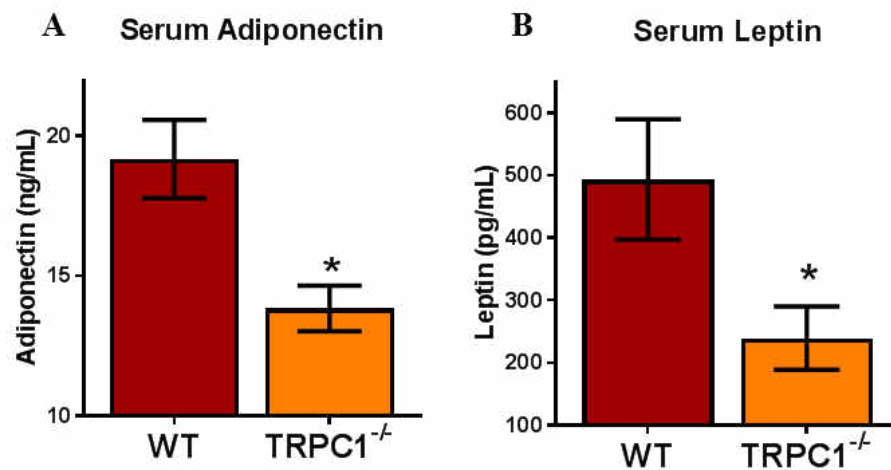 A Serum Adiponectin
Adiponectin (ng/mL)
20
15
10
*
WT TRPC1-/-
B Serum Leptin
Leptin (pg/mL)
600
500
400
300
200
100
*
WT TRPC1-/-